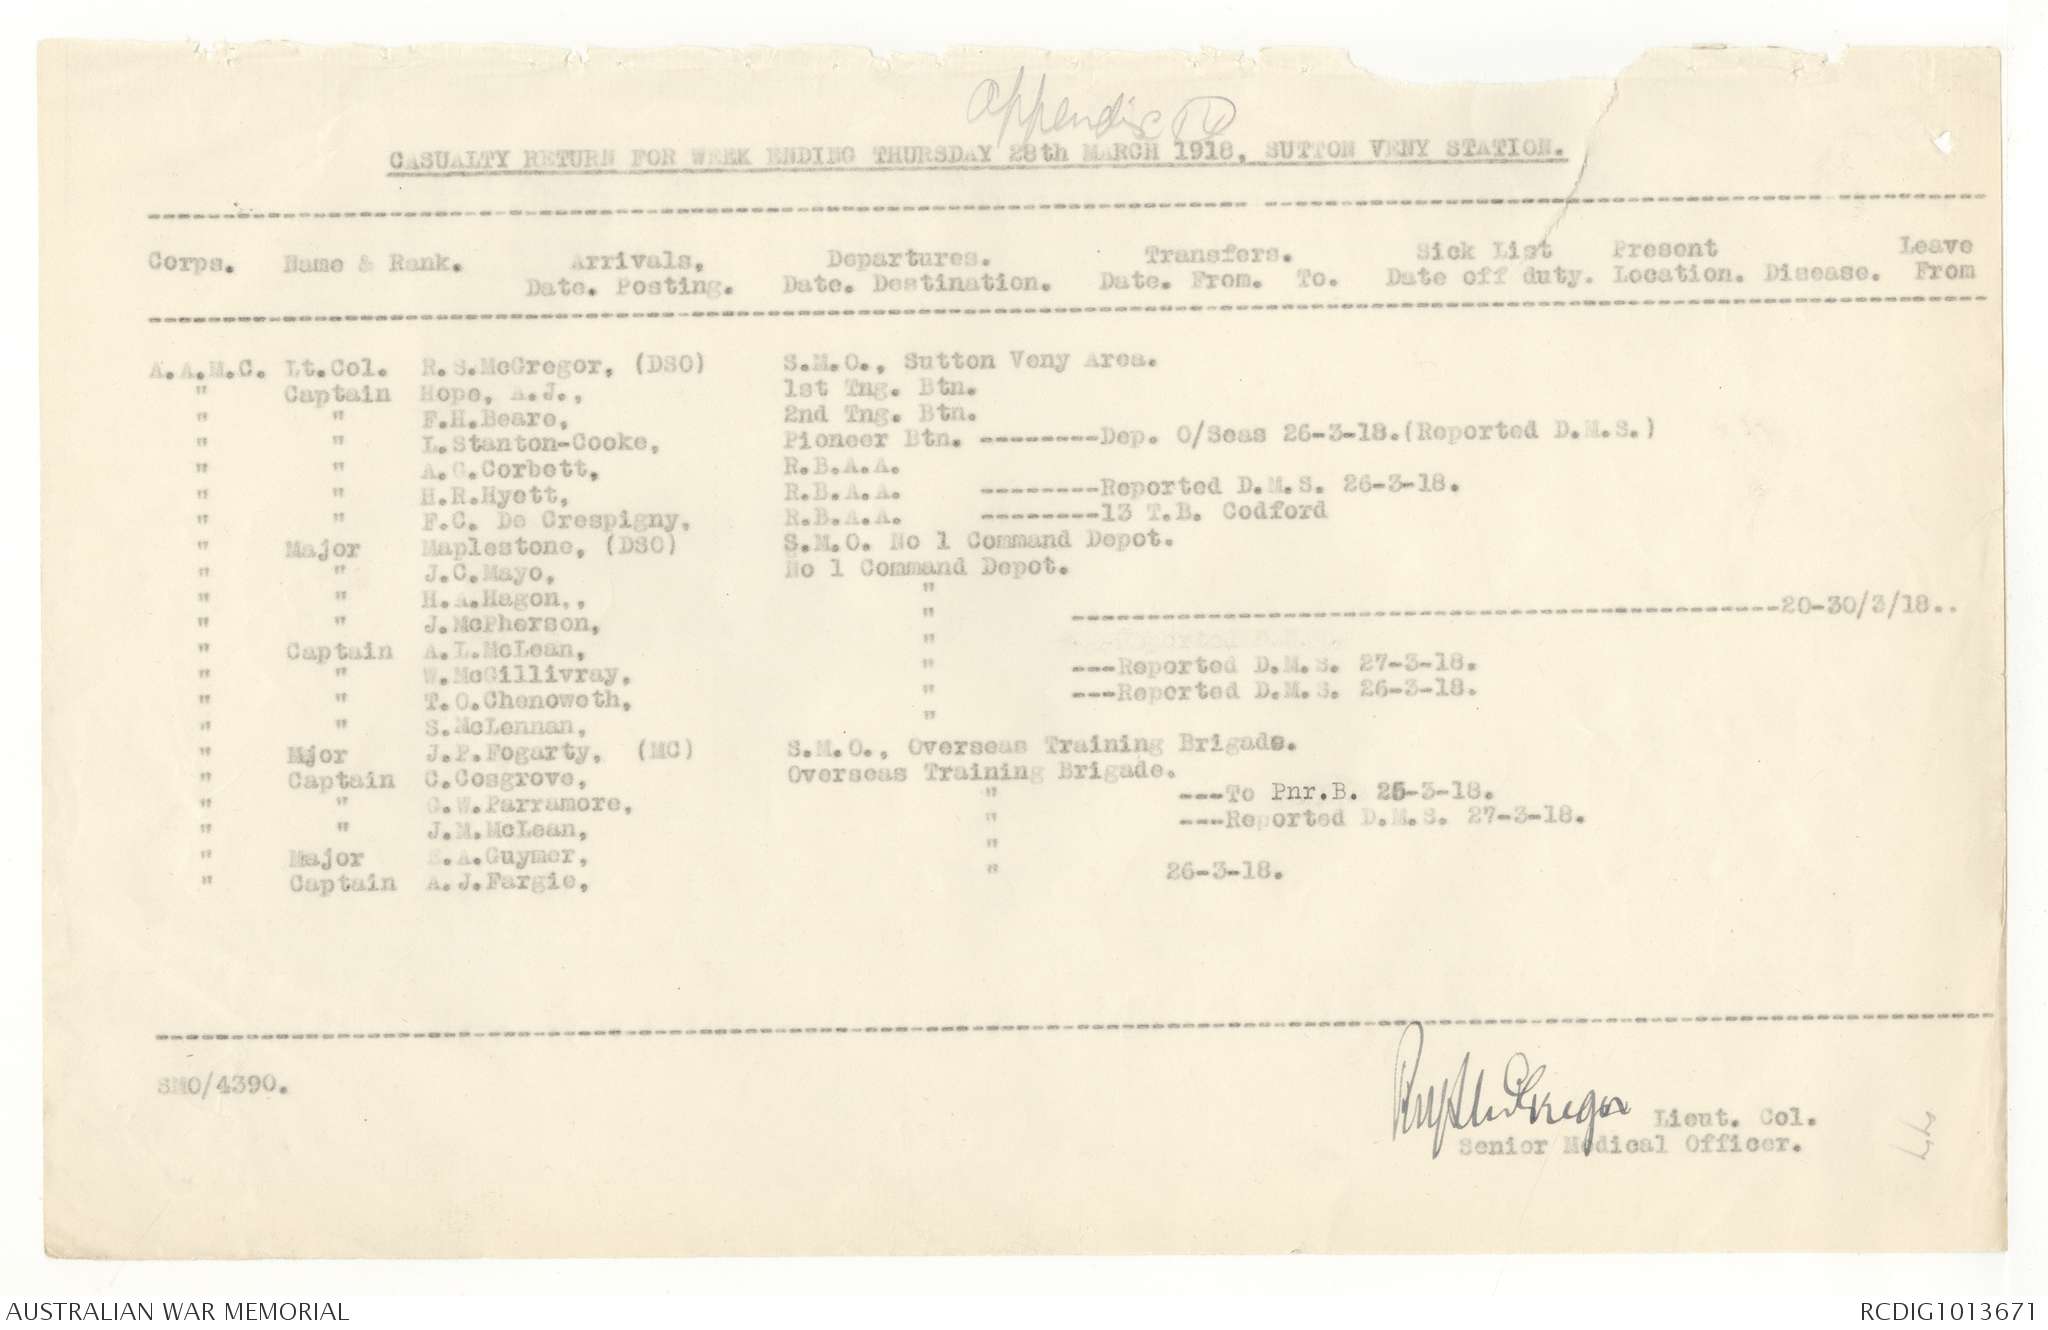 Appendix IV
CASUALTY RETURN FOR WEEK ENDING THURSDAY 28th MARCH 1918, SUTTON VENY STATION.
Corps. Name & Rank. Arrivals, Departures. Transfers. Sick List Present Leave
Date. Posting. Date. Destination. Date. From. To. Date off duty. Location. Disease. From
A.A.M.C. Lt.Col. R.S.McGregor, (DSO) S.M.O., Sutton Veny Area.
" Captain Hope, A.J., 1st Tng. Btn.
" " F.H.Beare, 2nd Tng. Btn.
" " L.Stanton-Cooke, Pioneer Btn. --------Dep. O/Seas 26-3-18.(Reported D.M.S.)
" " A.C.Corbett, R.B.A.A.
" " H.R.Hyett, R.B.A.A. --------Reported D.M.S. 26-3-18.
" " F.C. De Crespigny, R.B.A.A. --------13 T.B. Codford
" Major Maplestone, (DSO) S.M.O. No 1 Command Depot.
" " J.C.Mayo, No 1 Command Depot.
" " H.A.Hagon,, "
" " J.McPherson, " -----------------------------------------------20-30/3/18..
" Captain A.L.McLean, "
" " W.McGillivray, " ---Reported D.M.S. 27-3-18.
" " T.O.Chenoweth, " ---Reported D.M.S. 26-3-18.
" " S.McLennan, "
" Mjor J.P.Fogarty, (MC) S.M.O., Overseas Training Brigade.
" Captain C.Cosgrove, Overseas Training Brigade.
" " G.W.Parramore, " ---To Pnr.B. 25-3-18.
" " J.M.McLean, " ---Reported D.M.S. 27-3-18.
" Major E.A.Guymer, "
" Captain A.J.Fargie, " 26-3-18.
SMO/4390.
Lieut. Col.
Senior Medical Officer.
44
AUSTRALIAN WAR MEMORIAL RCDIG1013671